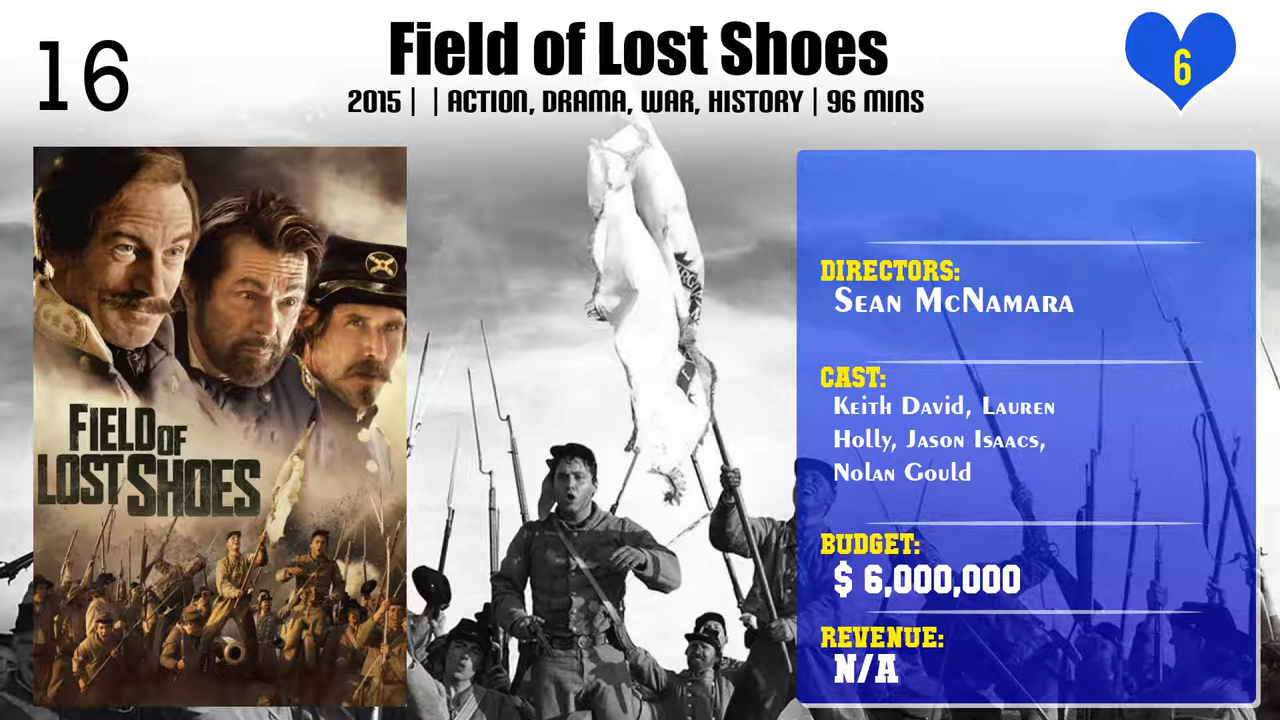 16
Field of Lost Shoes
6
2015 | | ACTION, DRAMA, WAR, HISTORY | 96 MINS
FIELD OF
LOST SHOES
DIRECTORS:
SEAN MCNAMARA
CAST:
KEITH DAVID, LAUREN
HOLLY, JASON ISAACS,
NOLAN GOULD
BUDGET:
$ 6,000,000
REVENUE:
N/A